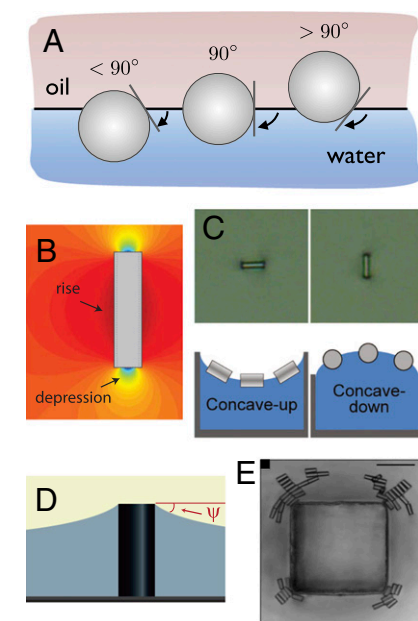 A
< 90°
90°
> 90°
oil
water
B
rise
depression
C
Concave-up
Concave-
down
D
ψ
E